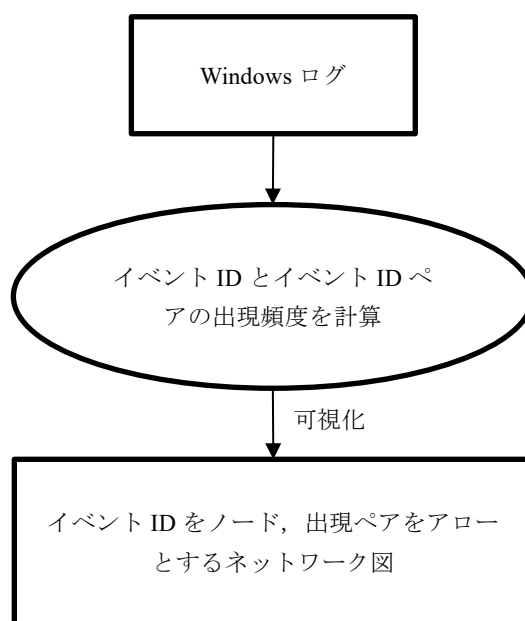 Windows ログ
イベント ID とイベント ID ペ
アの出現頻度を計算
可視化
イベント ID をノード，出現ペアをアロー
とするネットワーク図